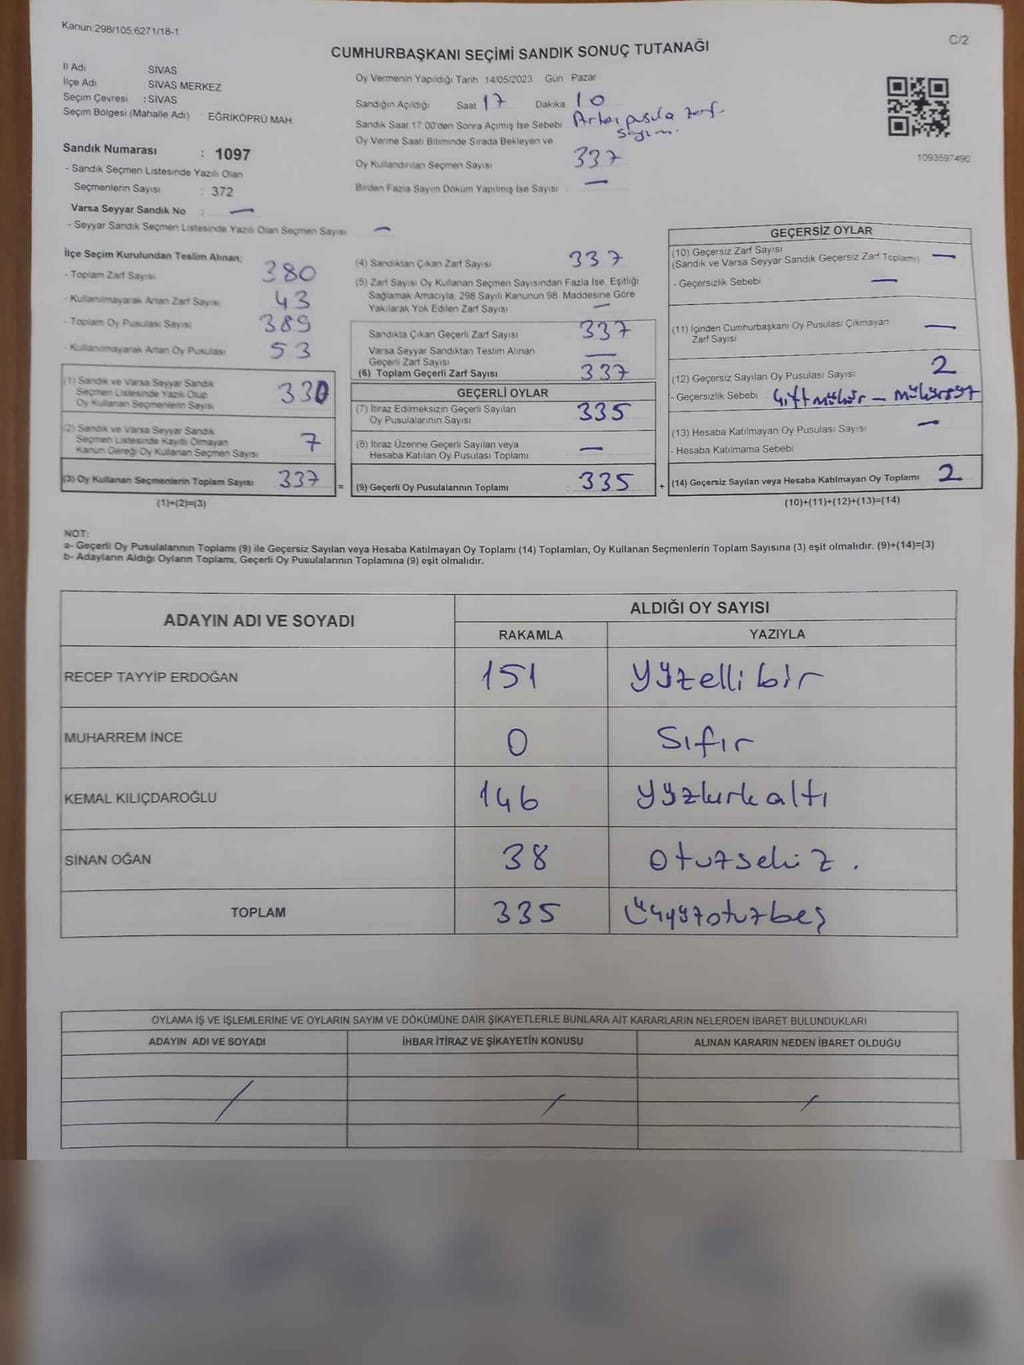 Kanun:298/105,6271/18-1
C/2
CUMHURBAŞKANI SEÇİMİ SANDIK SONUÇ TUTANAĞI
İl Adı SİVAS
İlçe Adı SİVAS MERKEZ
Seçim Çevresi : SİVAS
Seçim Bölgesi (Mahalle Adı) EĞRİKÖPRÜ MAH.
Sandık Numarası : 1097
- Sandık Seçmen Listesinde Yazılı Olan
Seçmenlerin Sayısı : 372
Varsa Seyyar Sandık No : —
- Seyyar Sandık Seçmen Listesinde Yazılı Olan Seçmen Sayısı —
Oy Vermenin Yapıldığı Tarih 14/05/2023 Gün Pazar
Sandığın Açıldığı Saat 17 Dakika 10
Sandık Saat 17:00'den Sonra Açılmış İse Sebebi Artan pusula zarf
sayım.
Oy Verme Saati Bitiminde Sırada Bekleyen ve
Oy Kullandırılan Seçmen Sayısı 337
Birden Fazla Sayım Döküm Yapılmış İse Sayısı —
1093597490
İlçe Seçim Kurulundan Teslim Alınan;
- Toplam Zarf Sayısı 380
- Kullanılmayarak Artan Zarf Sayısı 43
- Toplam Oy Pusulası Sayısı 389
- Kullanılmayarak Artan Oy Pusulası 53
(1) Sandık ve Varsa Seyyar Sandık
Seçmen Listesinde Yazılı Olup
Oy Kullanan Seçmenlerin Sayısı 330
(2) Sandık ve Varsa Seyyar Sandık
Seçmen Listesinde Kayıtlı Olmayan
Kanun Gereği Oy Kullanan Seçmen Sayısı 7
(3) Oy Kullanan Seçmenlerin Toplam Sayısı 337
(1)+(2)=(3)
(4) Sandıktan Çıkan Zarf Sayısı 337
(5) Zarf Sayısı Oy Kullanan Seçmen Sayısından Fazla İse, Eşitliği
Sağlamak Amacıyla, 298 Sayılı Kanunun 98. Maddesine Göre
Yakılarak Yok Edilen Zarf Sayısı
Sandıkta Çıkan Geçerli Zarf Sayısı 337
Varsa Seyyar Sandıktan Teslim Alınan
Geçerli Zarf Sayısı —
(6) Toplam Geçerli Zarf Sayısı 337
GEÇERLİ OYLAR
(7) İtiraz Edilmeksizin Geçerli Sayılan
Oy Pusulalarının Sayısı 335
(8) İtiraz Üzerine Geçerli Sayılan veya
Hesaba Katılan Oy Pusulası Toplamı —
= (9) Geçerli Oy Pusulalarının Toplamı 335 +
GEÇERSİZ OYLAR
(10) Geçersiz Zarf Sayısı
(Sandık ve Varsa Seyyar Sandık Geçersiz Zarf Toplamı) —
- Geçersizlik Sebebi —
(11) İçinden Cumhurbaşkanı Oy Pusulası Çıkmayan
Zarf Sayısı —
(12) Geçersiz Sayılan Oy Pusulası Sayısı 2
- Geçersizlik Sebebi Çift mühür – mühürsüz
(13) Hesaba Katılmayan Oy Pusulası Sayısı —
- Hesaba Katılmama Sebebi
(14) Geçersiz Sayılan veya Hesaba Katılmayan Oy Toplamı 2
(10)+(11)+(12)+(13)=(14)
NOT:
a- Geçerli Oy Pusulalarının Toplamı (9) ile Geçersiz Sayılan veya Hesaba Katılmayan Oy Toplamı (14) Toplamları, Oy Kullanan Seçmenlerin Toplam Sayısına (3) eşit olmalıdır. (9)+(14)=(3)
b- Adayların Aldığı Oyların Toplamı, Geçerli Oy Pusulalarının Toplamına (9) eşit olmalıdır.
ADAYIN ADI VE SOYADI
ALDIĞI OY SAYISI
RAKAMLA YAZIYLA
RECEP TAYYİP ERDOĞAN 151 yüzelli bir
MUHARREM İNCE 0 sıfır
KEMAL KILIÇDAROĞLU 146 yüzkırk altı
SİNAN OĞAN 38 otuzsekiz.
TOPLAM 335 üçyüzotuzbeş
OYLAMA İŞ VE İŞLEMLERİNE VE OYLARIN SAYIM VE DÖKÜMÜNE DAİR ŞİKAYETLERLE BUNLARA AİT KARARLARIN NELERDEN İBARET BULUNDUKLARI
ADAYIN ADI VE SOYADI İHBAR İTİRAZ VE ŞİKAYETİN KONUSU ALINAN KARARIN NEDEN İBARET OLDUĞU
/ / /